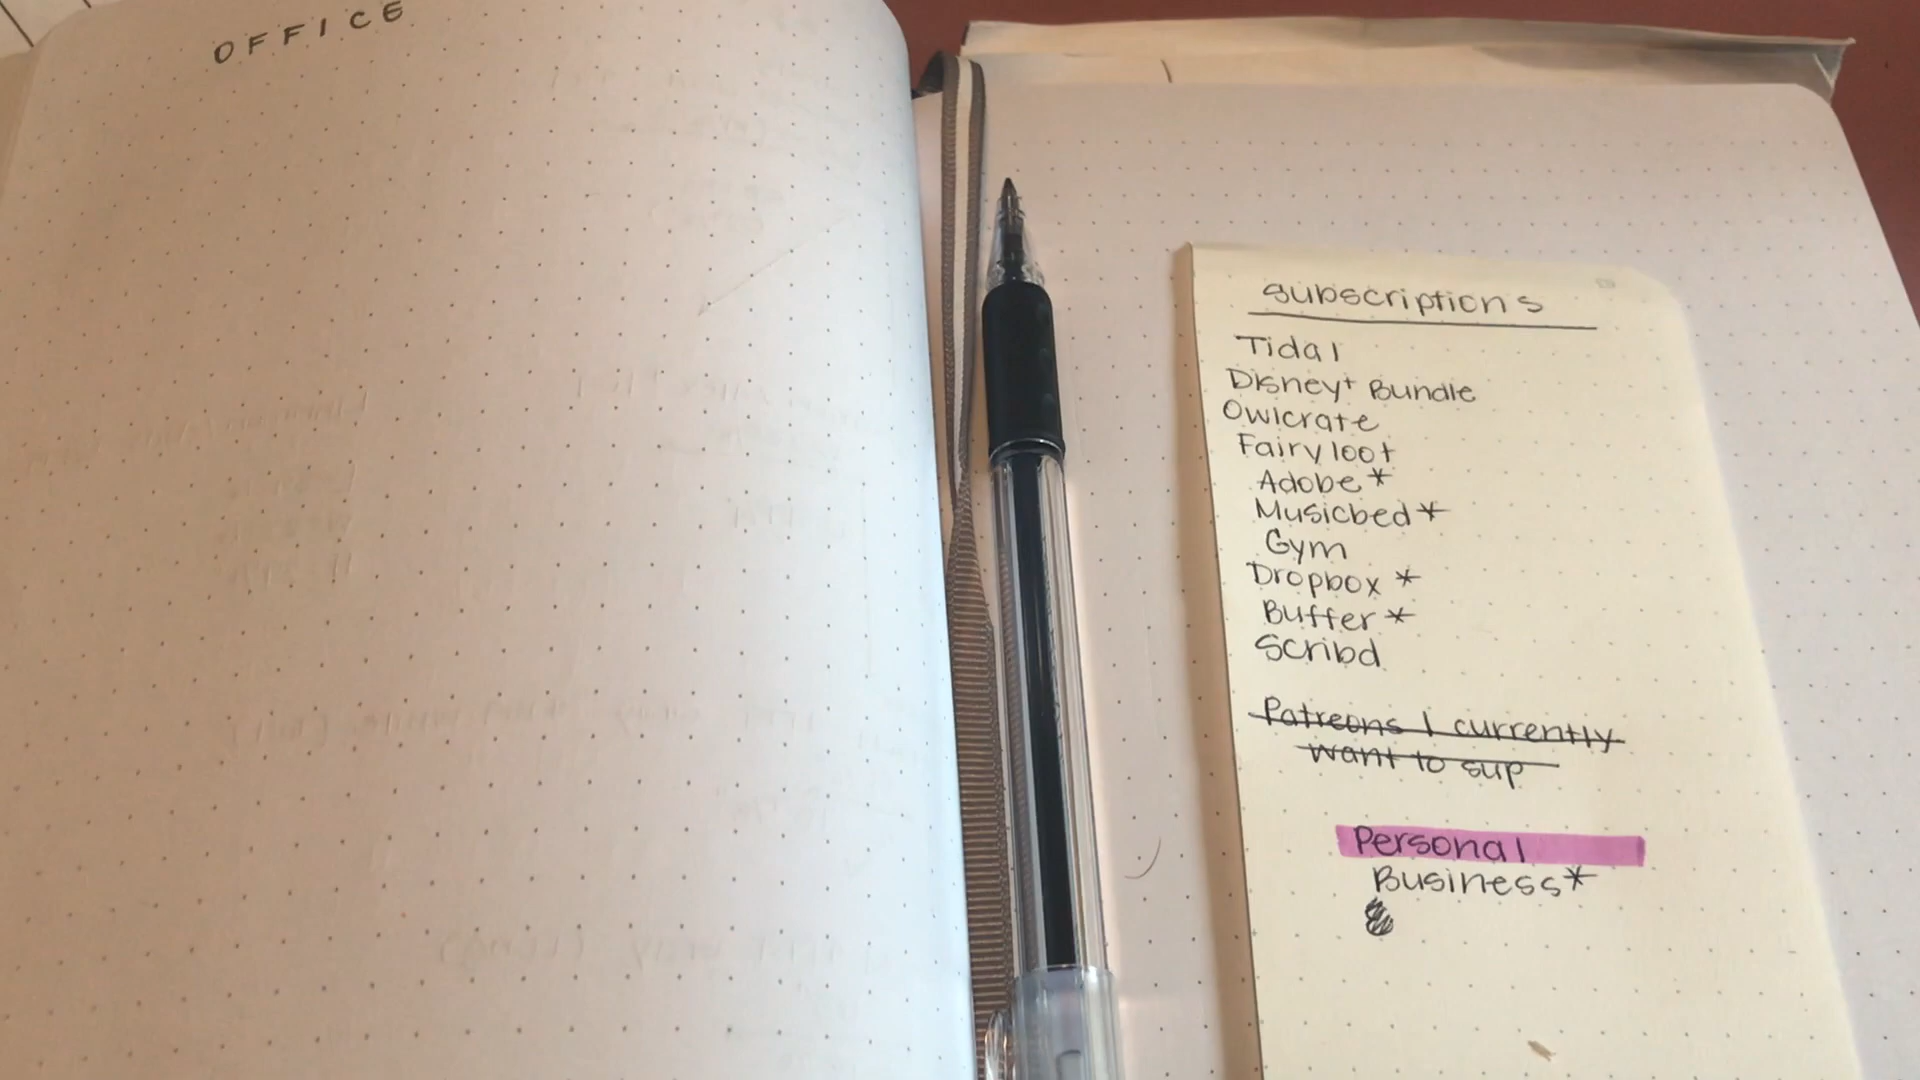 OFFICE
subscriptions
Tidal
Disney+ Bundle
Owlcrate
Fairyloot
Adobe*
Musicbed*
Gym
Dropbox *
Buffer*
Scribd
Patreons I currently
want to sup
Personal
Business*